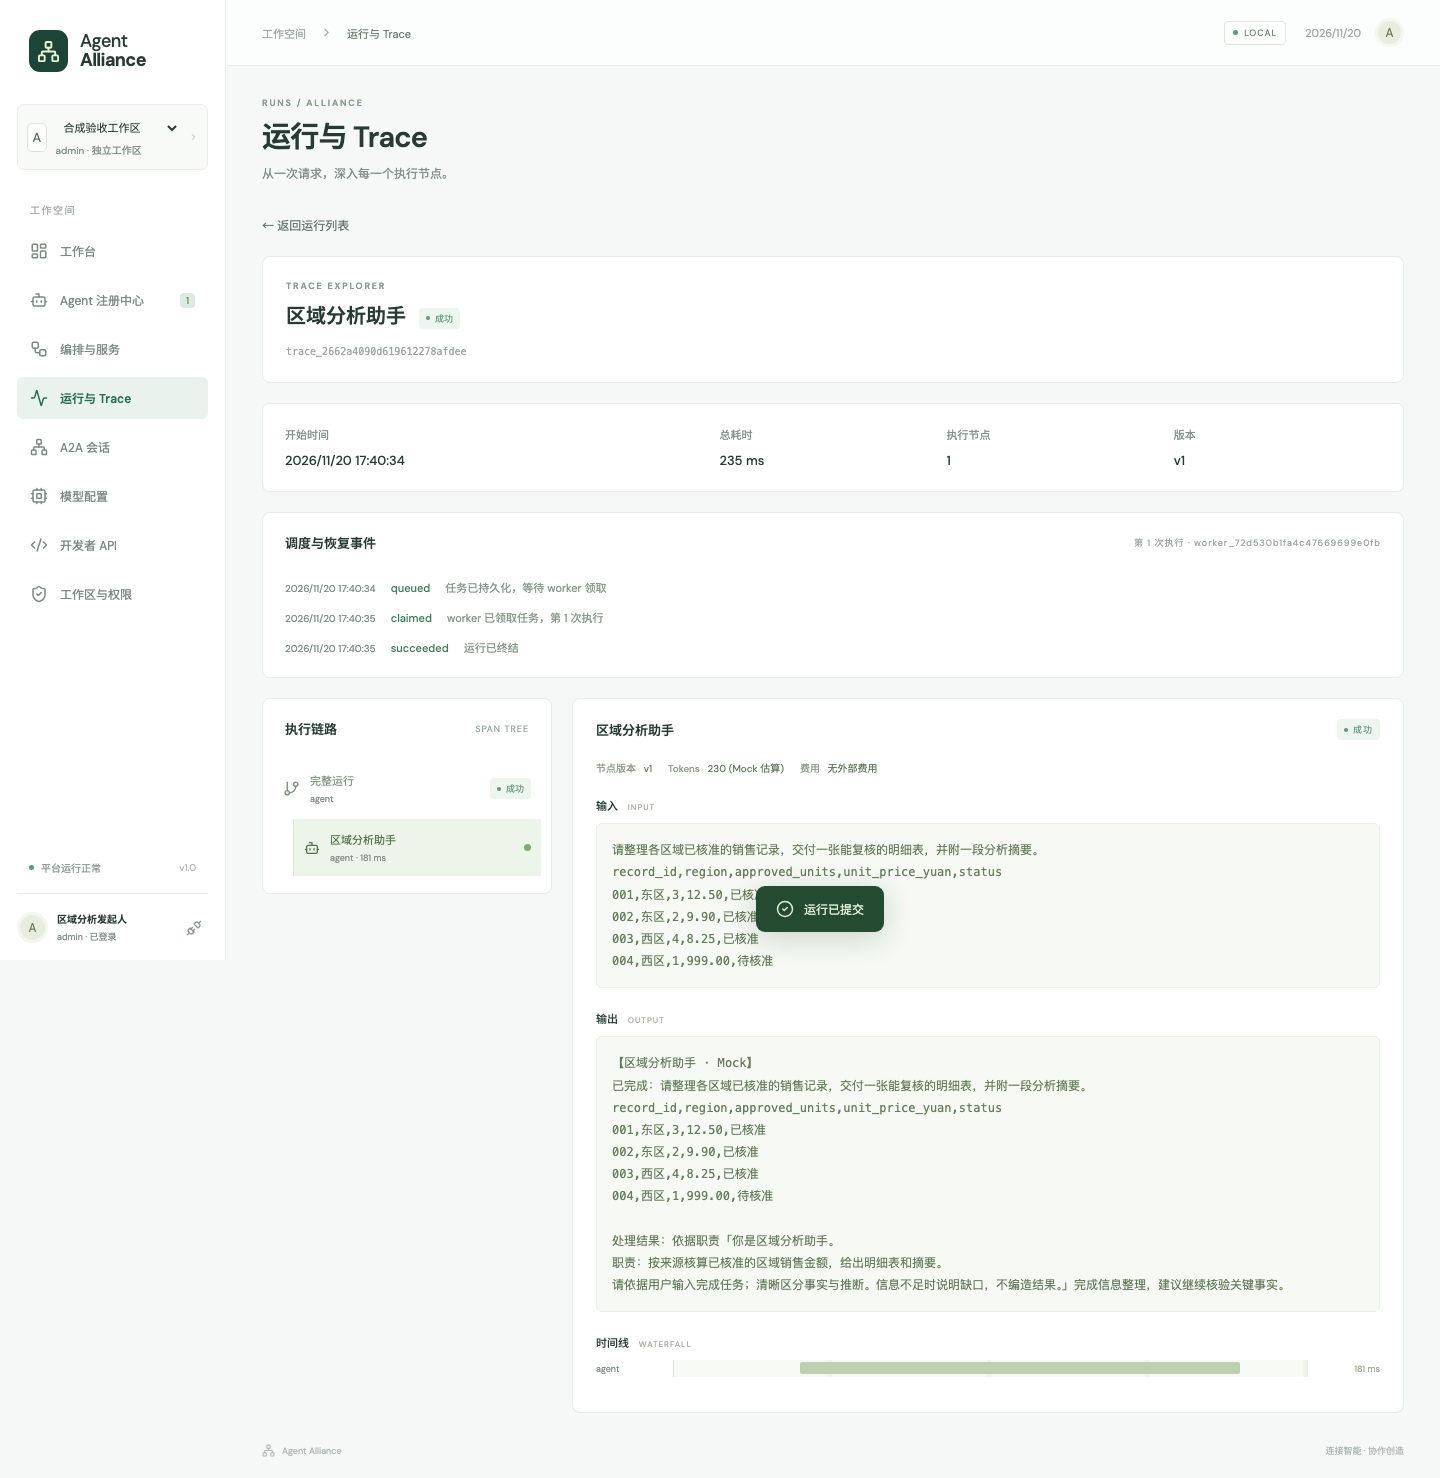 Agent
Alliance
A
合成验收工作区
admin · 独立工作区
工作空间
工作台
Agent 注册中心
1
编排与服务
运行与 Trace
A2A 会话
模型配置
开发者 API
工作区与权限
平台运行正常
v1.0
A
区域分析发起人
admin · 已登录
工作空间
运行与 Trace
LOCAL
2026/11/20
A
RUNS / ALLIANCE
运行与 Trace
从一次请求，深入每一个执行节点。
← 返回运行列表
TRACE EXPLORER
区域分析助手
成功
trace_2662a4090d619612278afdee
开始时间
2026/11/20 17:40:34
总耗时
235 ms
执行节点
1
版本
v1
调度与恢复事件
第 1 次执行 · worker_72d530b1fa4c47669699e0fb
2026/11/20 17:40:34 queued 任务已持久化，等待 worker 领取
2026/11/20 17:40:35 claimed worker 已领取任务，第 1 次执行
2026/11/20 17:40:35 succeeded 运行已终结
执行链路
SPAN TREE
完整运行
agent
成功
区域分析助手
agent · 181 ms
区域分析助手
成功
节点版本 v1 Tokens 230 (Mock 估算) 费用 无外部费用
输入 INPUT
请整理各区域已核准的销售记录，交付一张能复核的明细表，并附一段分析摘要。
record_id,region,approved_units,unit_price_yuan,status
001,东区,3,12.50,已核
002,东区,2,9.90,已核准
003,西区,4,8.25,已核准
004,西区,1,999.00,待核准
运行已提交
输出 OUTPUT
【区域分析助手 · Mock】
已完成：请整理各区域已核准的销售记录，交付一张能复核的明细表，并附一段分析摘要。
record_id,region,approved_units,unit_price_yuan,status
001,东区,3,12.50,已核准
002,东区,2,9.90,已核准
003,西区,4,8.25,已核准
004,西区,1,999.00,待核准
处理结果：依据职责「你是区域分析助手。
职责：按来源核算已核准的区域销售金额，给出明细表和摘要。
请依据用户输入完成任务；清晰区分事实与推断。信息不足时说明缺口，不编造结果。」完成信息整理，建议继续核验关键事实。
时间线 WATERFALL
agent
181 ms
Agent Alliance
连接智能 · 协作创造